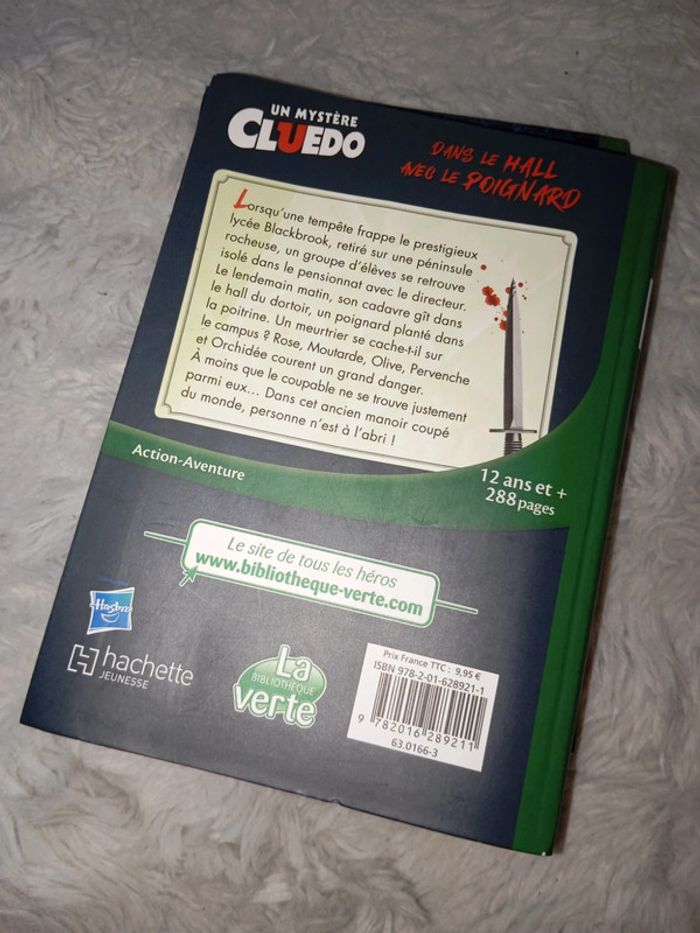 UN MYSTÈRE
CLUEDO
DANS LE HALL
AVEC LE POIGNARD
Lorsqu'une tempête frappe le prestigieux
lycée Blackbrook, retiré sur une péninsule
rocheuse, un groupe d'élèves se retrouve
isolé dans le pensionnat avec le directeur.
Le lendemain matin, son cadavre gît dans
le hall du dortoir, un poignard planté dans
la poitrine. Un meurtrier se cache-t-il sur
le campus ? Rose, Moutarde, Olive, Pervenche
et Orchidée courent un grand danger.
À moins que le coupable ne se trouve justement
parmi eux... Dans cet ancien manoir coupé
du monde, personne n'est à l'abri !
Action-Aventure
12 ans et +
288 pages
Le site de tous les héros
www.bibliotheque-verte.com
Hasbro
hachette
JEUNESSE
La
BIBLIOTHÈQUE
verte
Prix France TTC : 9,95 €
ISBN 978-2-01-628921-1
9 782016 289211
63.0166-3